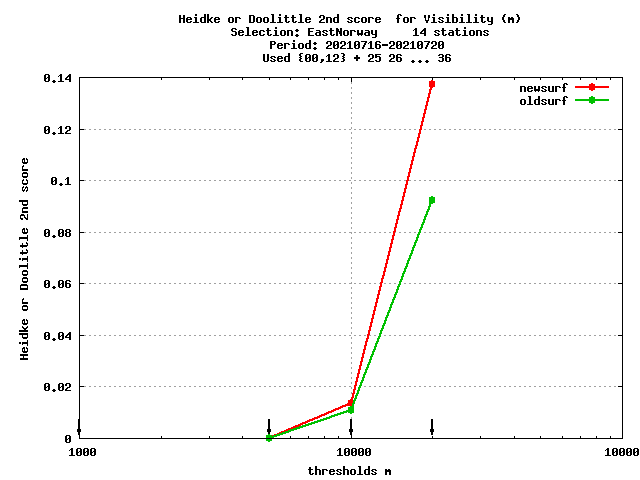 Heidke or Doolittle 2nd score  for Visibility (m)
Selection: EastNorway     14 stations
Period: 20210716-20210720
Used {00,12} + 25 26 ... 36
newsurf
oldsurf
0.14
0.12
0.1
0.08
0.06
0.04
0.02
0
Heidke or Doolittle 2nd score
1000
10000
10000
thresholds m